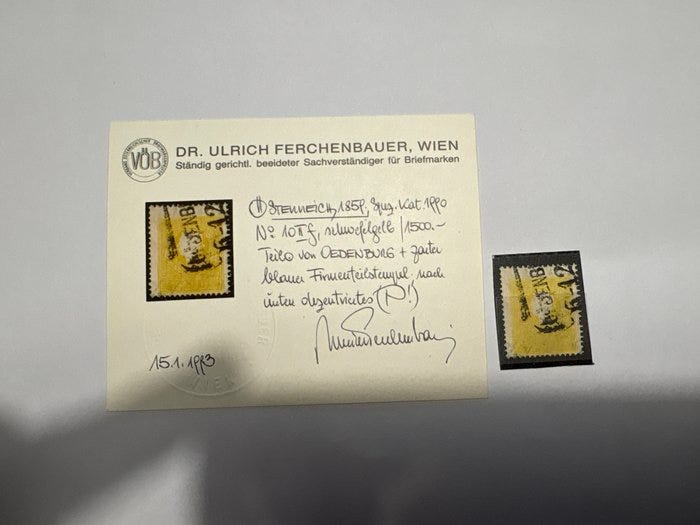 VÖB
DR. ULRICH FERCHENBAUER, WIEN
Ständig gerichtl. beeideter Sachverständiger für Briefmarken
ÖSTERREICH, 1858, Spez. Kat. 1990
No 10 II f, schwefelgelb /1500.–
Teile von OEDENBURG + zarter
blauer Firmenteilstempel, nach
unten dezentriertes (P!)
15.1.1993